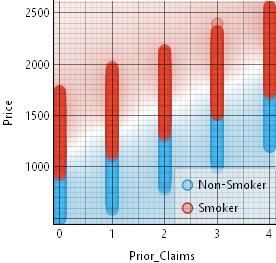 2500
2000
Price
1500
1000
Non-Smoker
Smoker
0 1 2 3 4
Prior_Claims